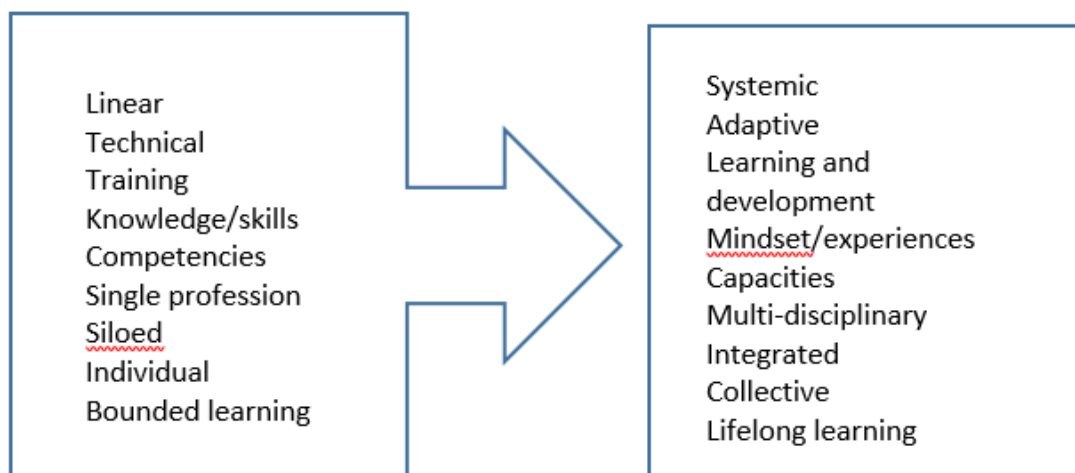 Linear
Technical
Training
Knowledge/skills
Competencies
Single profession
Siloed
Individual
Bounded learning
Systemic
Adaptive
Learning and
development
Mindset/experiences
Capacities
Multi-disciplinary
Integrated
Collective
Lifelong learning